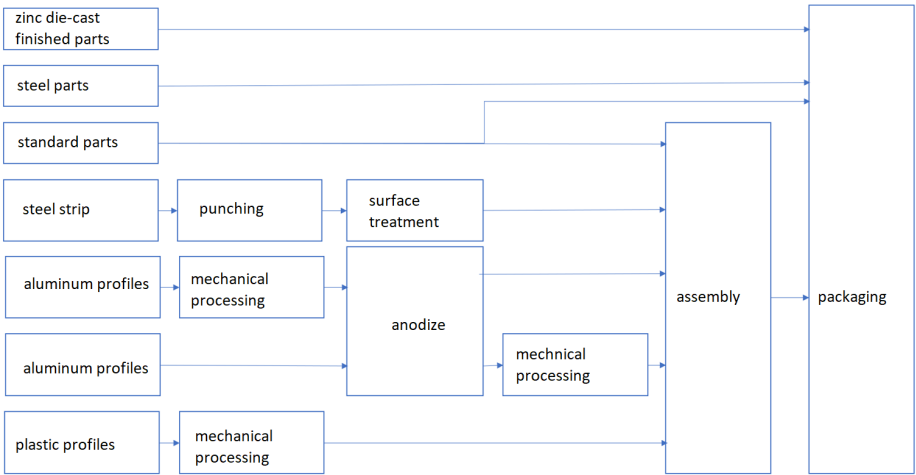 zinc die-cast
finished parts
steel parts
standard parts
steel strip
punching
surface
treatment
aluminum profiles
mechanical
processing
anodize
assembly
packaging
aluminum profiles
mechnical
processing
plastic profiles
mechanical
processing